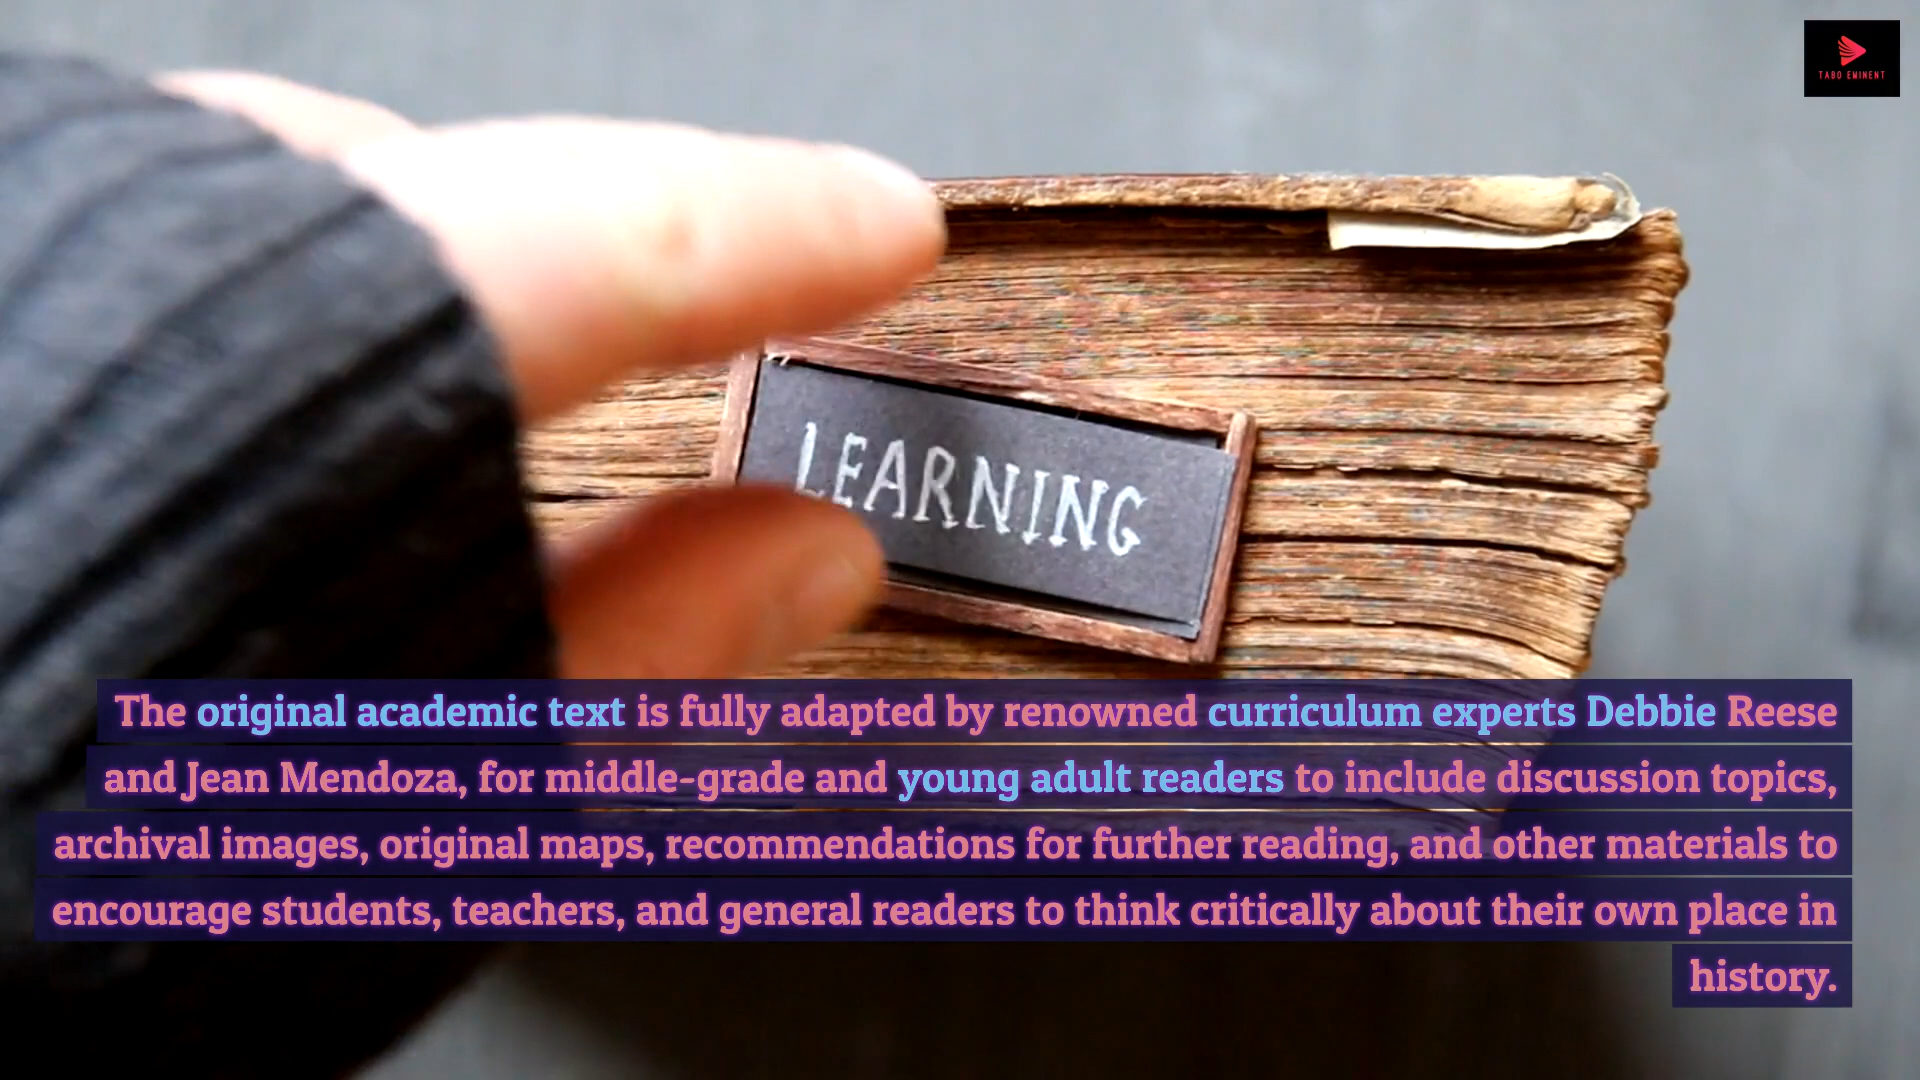 TABO EMINENT
LEARNING
The original academic text is fully adapted by renowned curriculum experts Debbie Reese
and Jean Mendoza, for middle-grade and young adult readers to include discussion topics,
archival images, original maps, recommendations for further reading, and other materials to
encourage students, teachers, and general readers to think critically about their own place in
history.